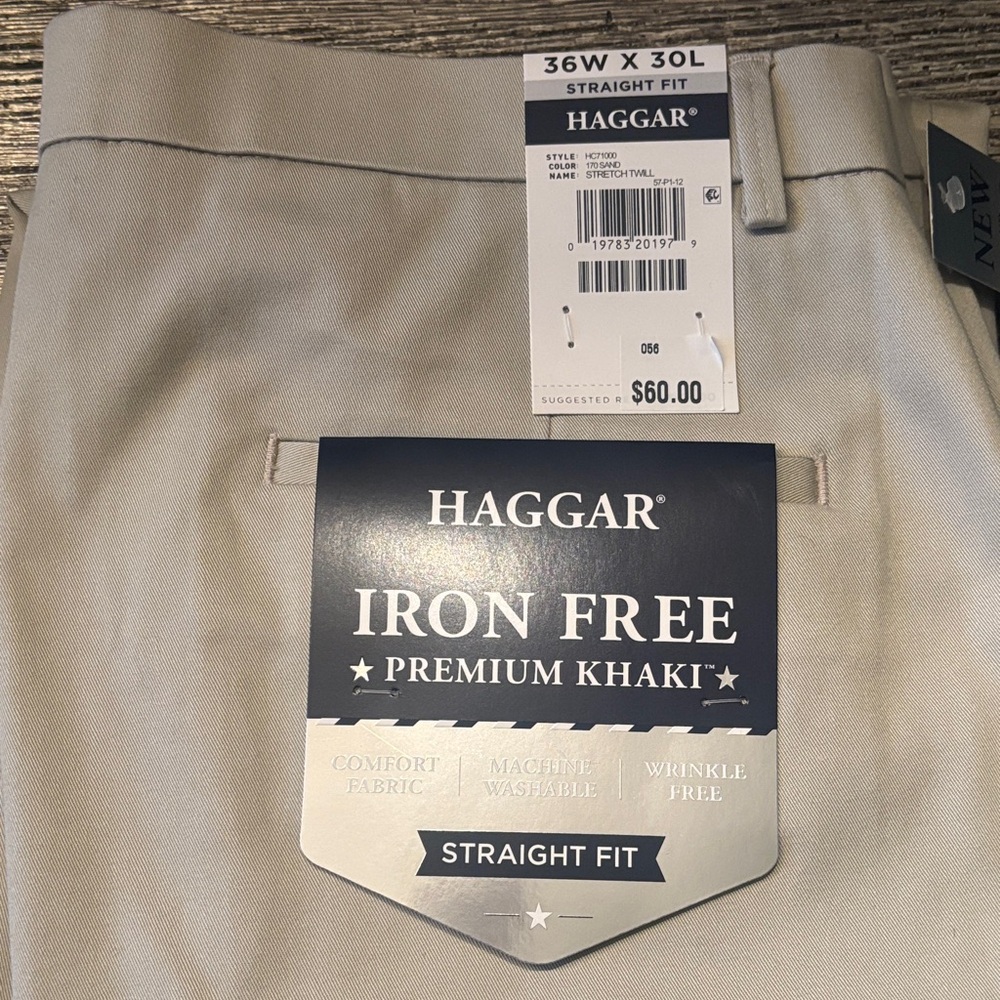 36W X 30L
STRAIGHT FIT
HAGGAR®
STYLE: HC71000
COLOR: 170 SAND
NAME: STRETCH TWILL
57-P1-12
0 19783 20197 9
056
$60.00
SUGGESTED
NEW
HAGGAR®
IRON FREE
★ PREMIUM KHAKI™ ★
COMFORT FABRIC | MACHINE WASHABLE | WRINKLE FREE
STRAIGHT FIT